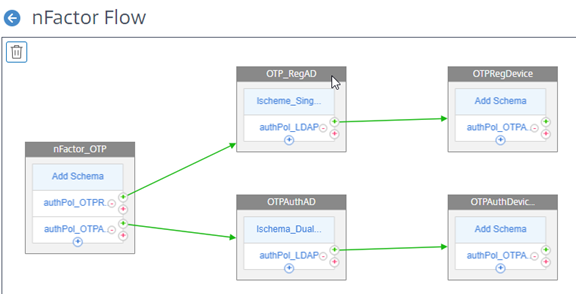 nFactor Flow
OTP_RegAD
lscheme_Sing...
authPol_LDAP
OTPRegDevice
Add Schema
authPol_OTPA...
nFactor_OTP
Add Schema
authPol_OTPR...
authPol_OTPA...
OTPAuthAD
lschema_Dual...
authPol_LDAP
OTPAuthDevic...
Add Schema
authPol_OTPA...